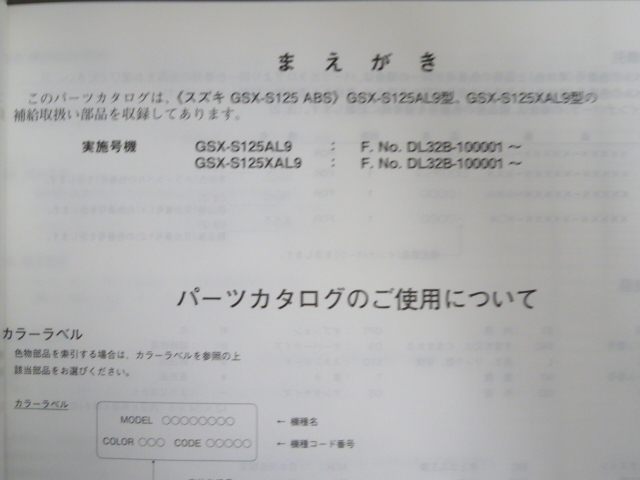 まえがき
このパーツカタログは、《スズキ GSX-S125 ABS》GSX-S125AL9型、GSX-S125XAL9型の
補給取扱い部品を収録してあります。
実施号機 GSX-S125AL9 : F. No. DL32B-100001 ～
GSX-S125XAL9 : F. No. DL32B-100001 ～
パーツカタログのご使用について
カラーラベル
色物部品を索引する場合は、カラーラベルを参照の上
該当部品をお選びください。
カラーラベル
MODEL ○○○○○○○○ ← 機種名
COLOR ○○○ CODE ○○○○○ ← 機種コード番号